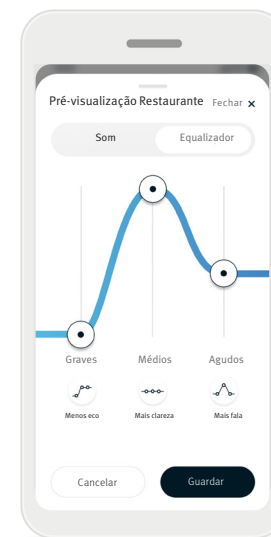 Pré-visualização Restaurante Fechar ×
Som Equalizador
Graves Médios Agudos
Menos eco Mais clareza Mais fala
Cancelar Guardar